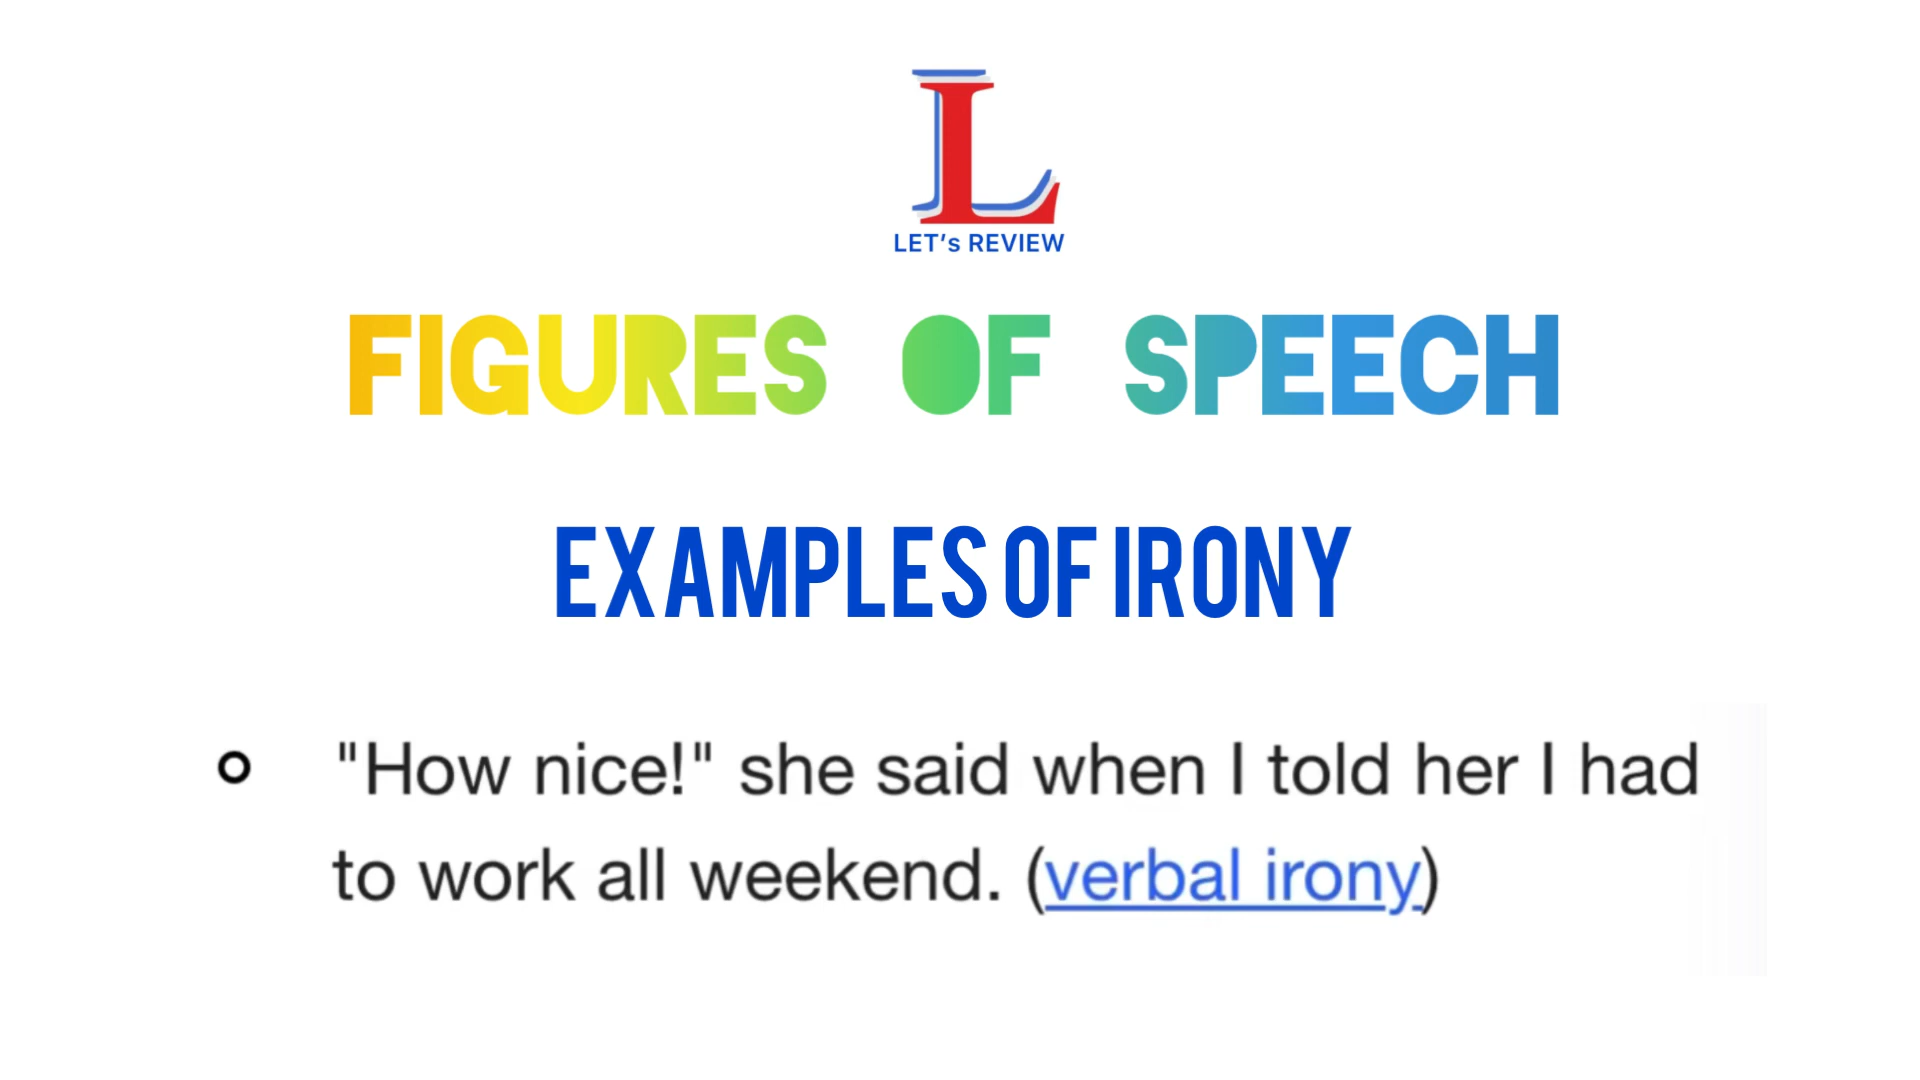 L
LET's REVIEW
FIGURES OF SPEECH
EXAMPLES OF IRONY
"How nice!" she said when I told her I had
to work all weekend. (verbal irony)